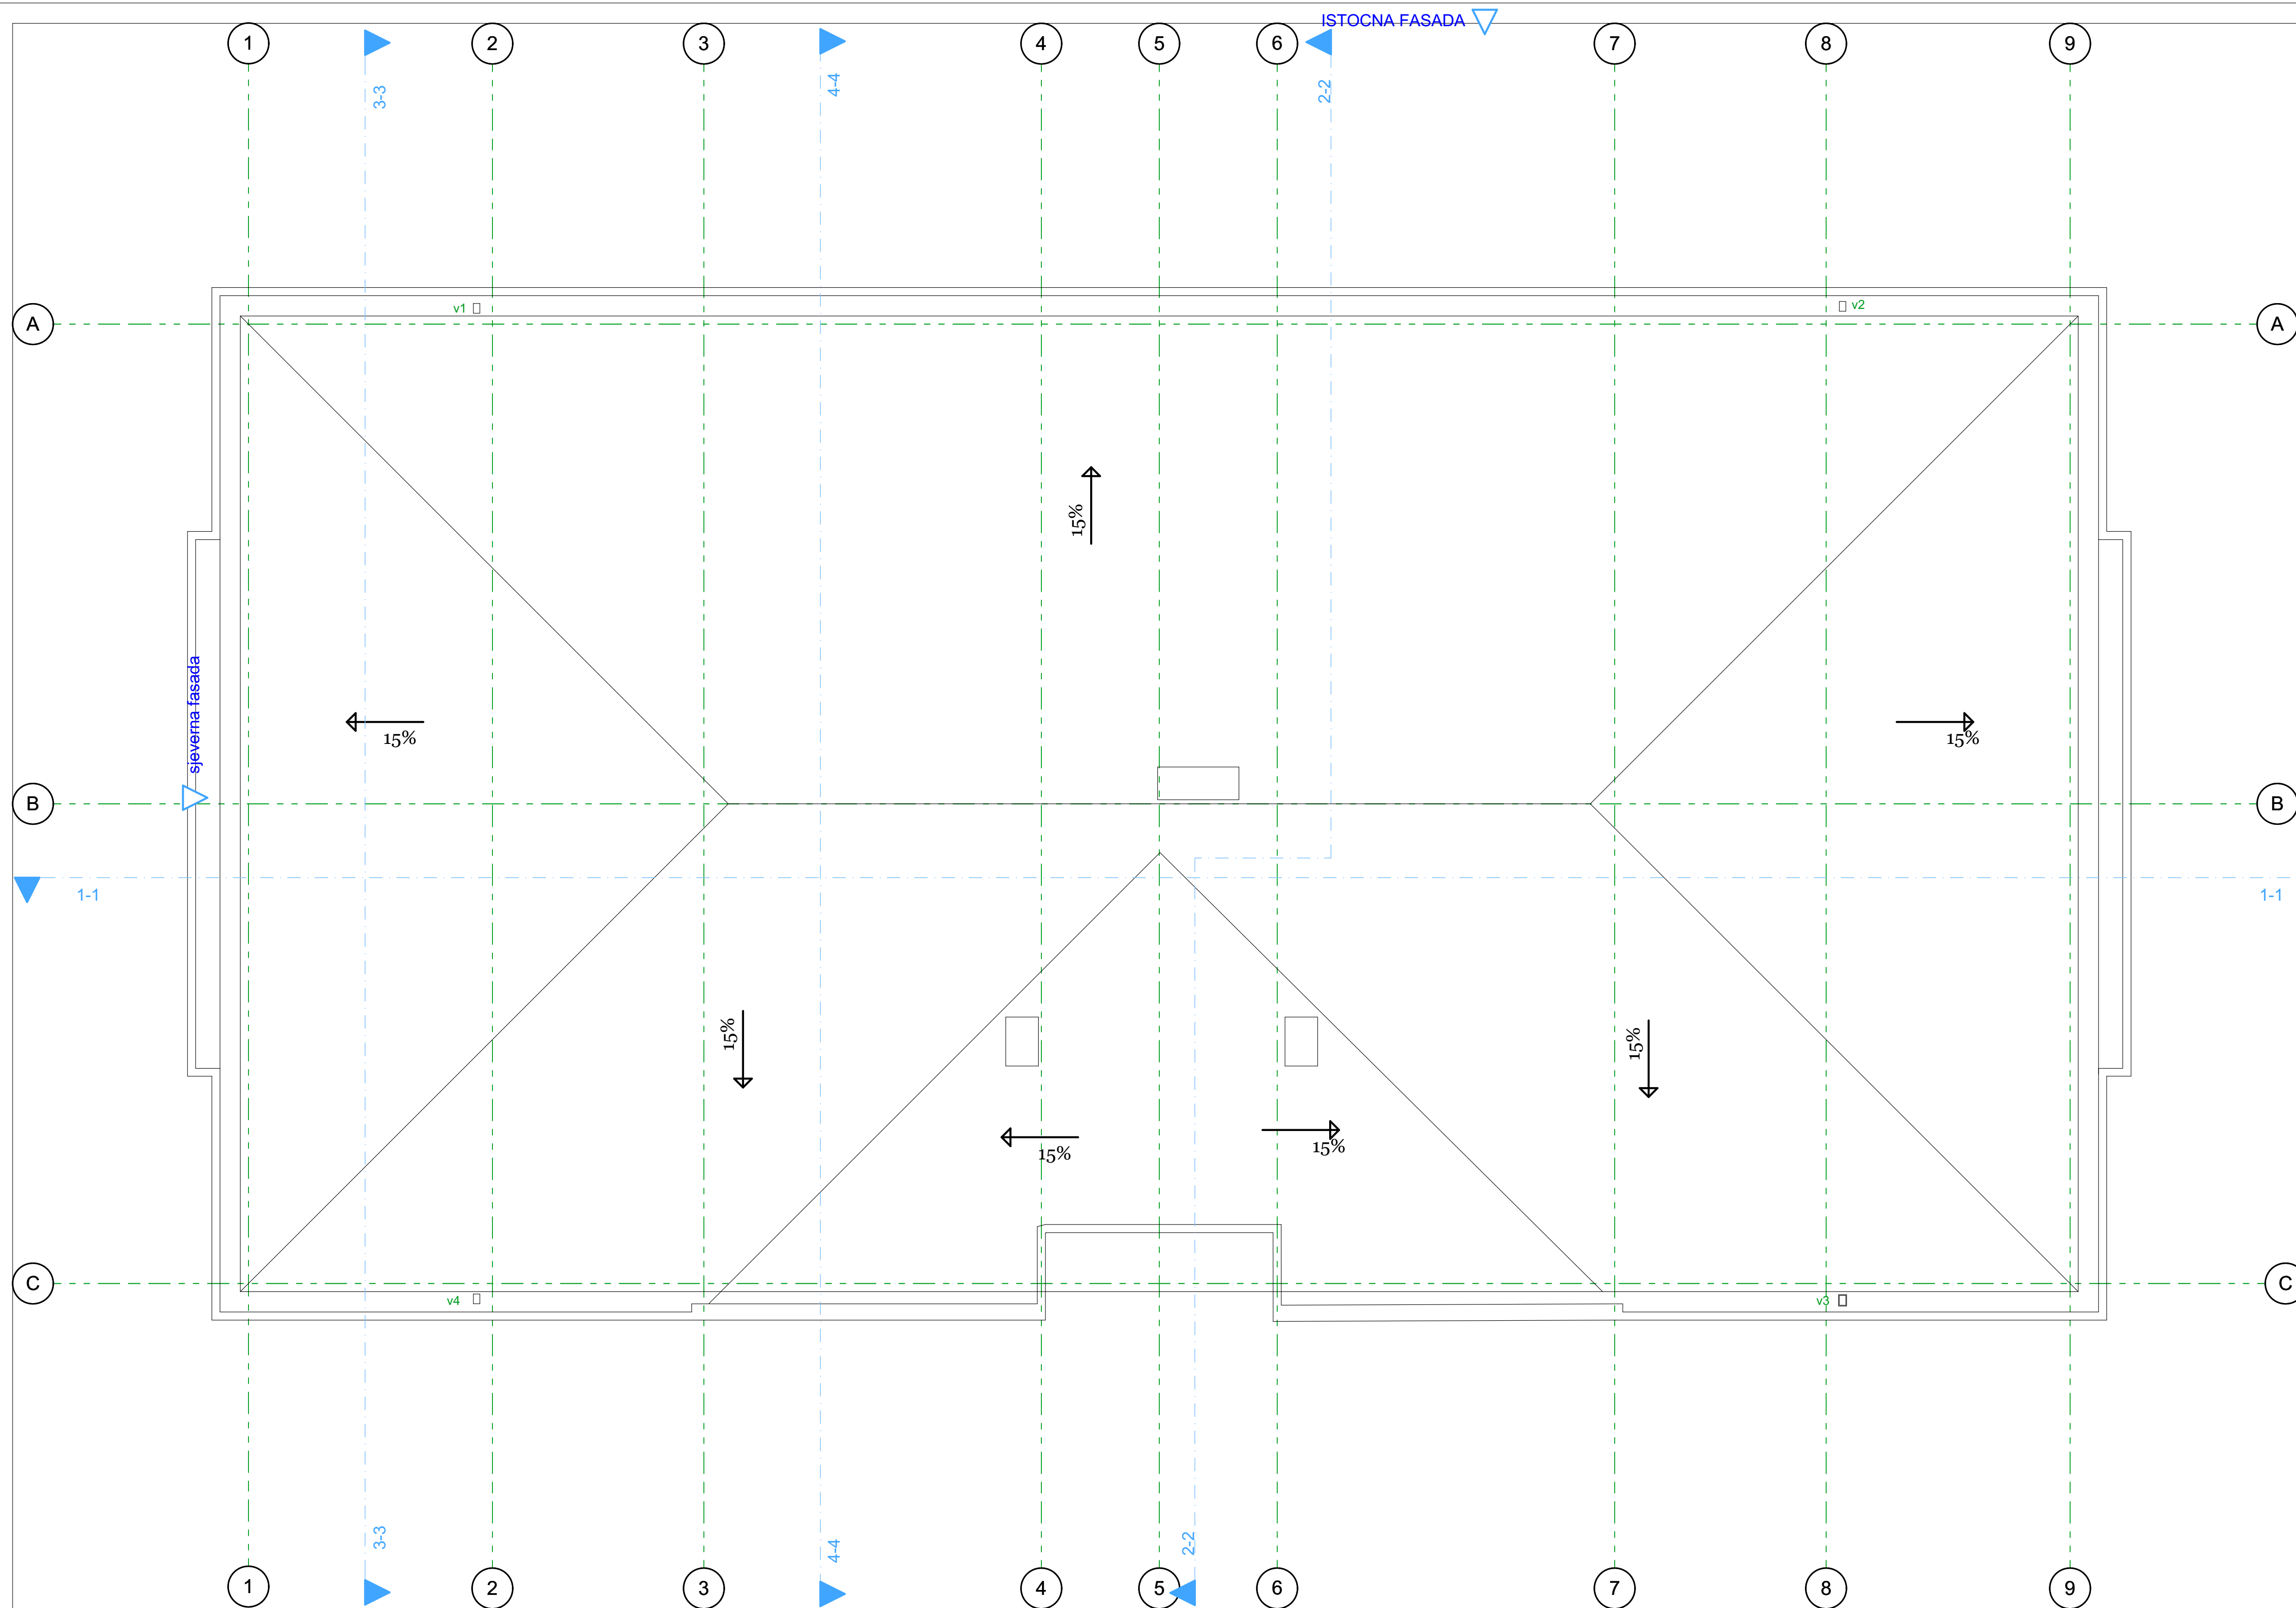 ISTOCNA FASADA
1 2 3 4 5 6 7 8 9
3-3 4-4 2-2
v1 v2
A A
15%
sjeverna fasada
15% 15%
B B
1-1 1-1
15% 15%
15% 15%
C C
v4 v3
3-3 4-4 2-2
1 2 3 4 5 6 7 8 9